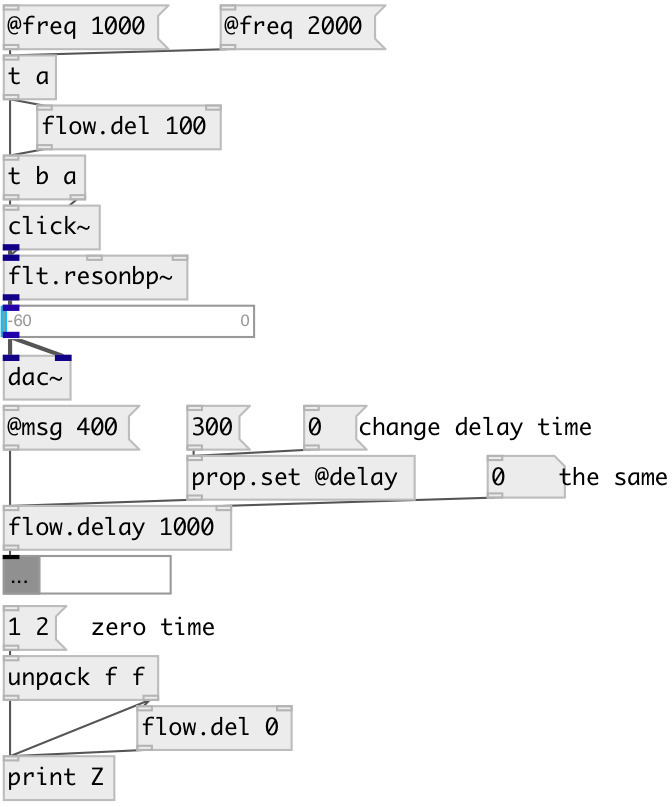 @freq 1000 @freq 2000
t a
flow.del 100
t b a
click~
flt.resonbp~
-60 0
dac~
@msg 400 300 0 change delay time
prop.set @delay 0 the same
flow.delay 1000
...
1 2 zero time
unpack f f
flow.del 0
print Z